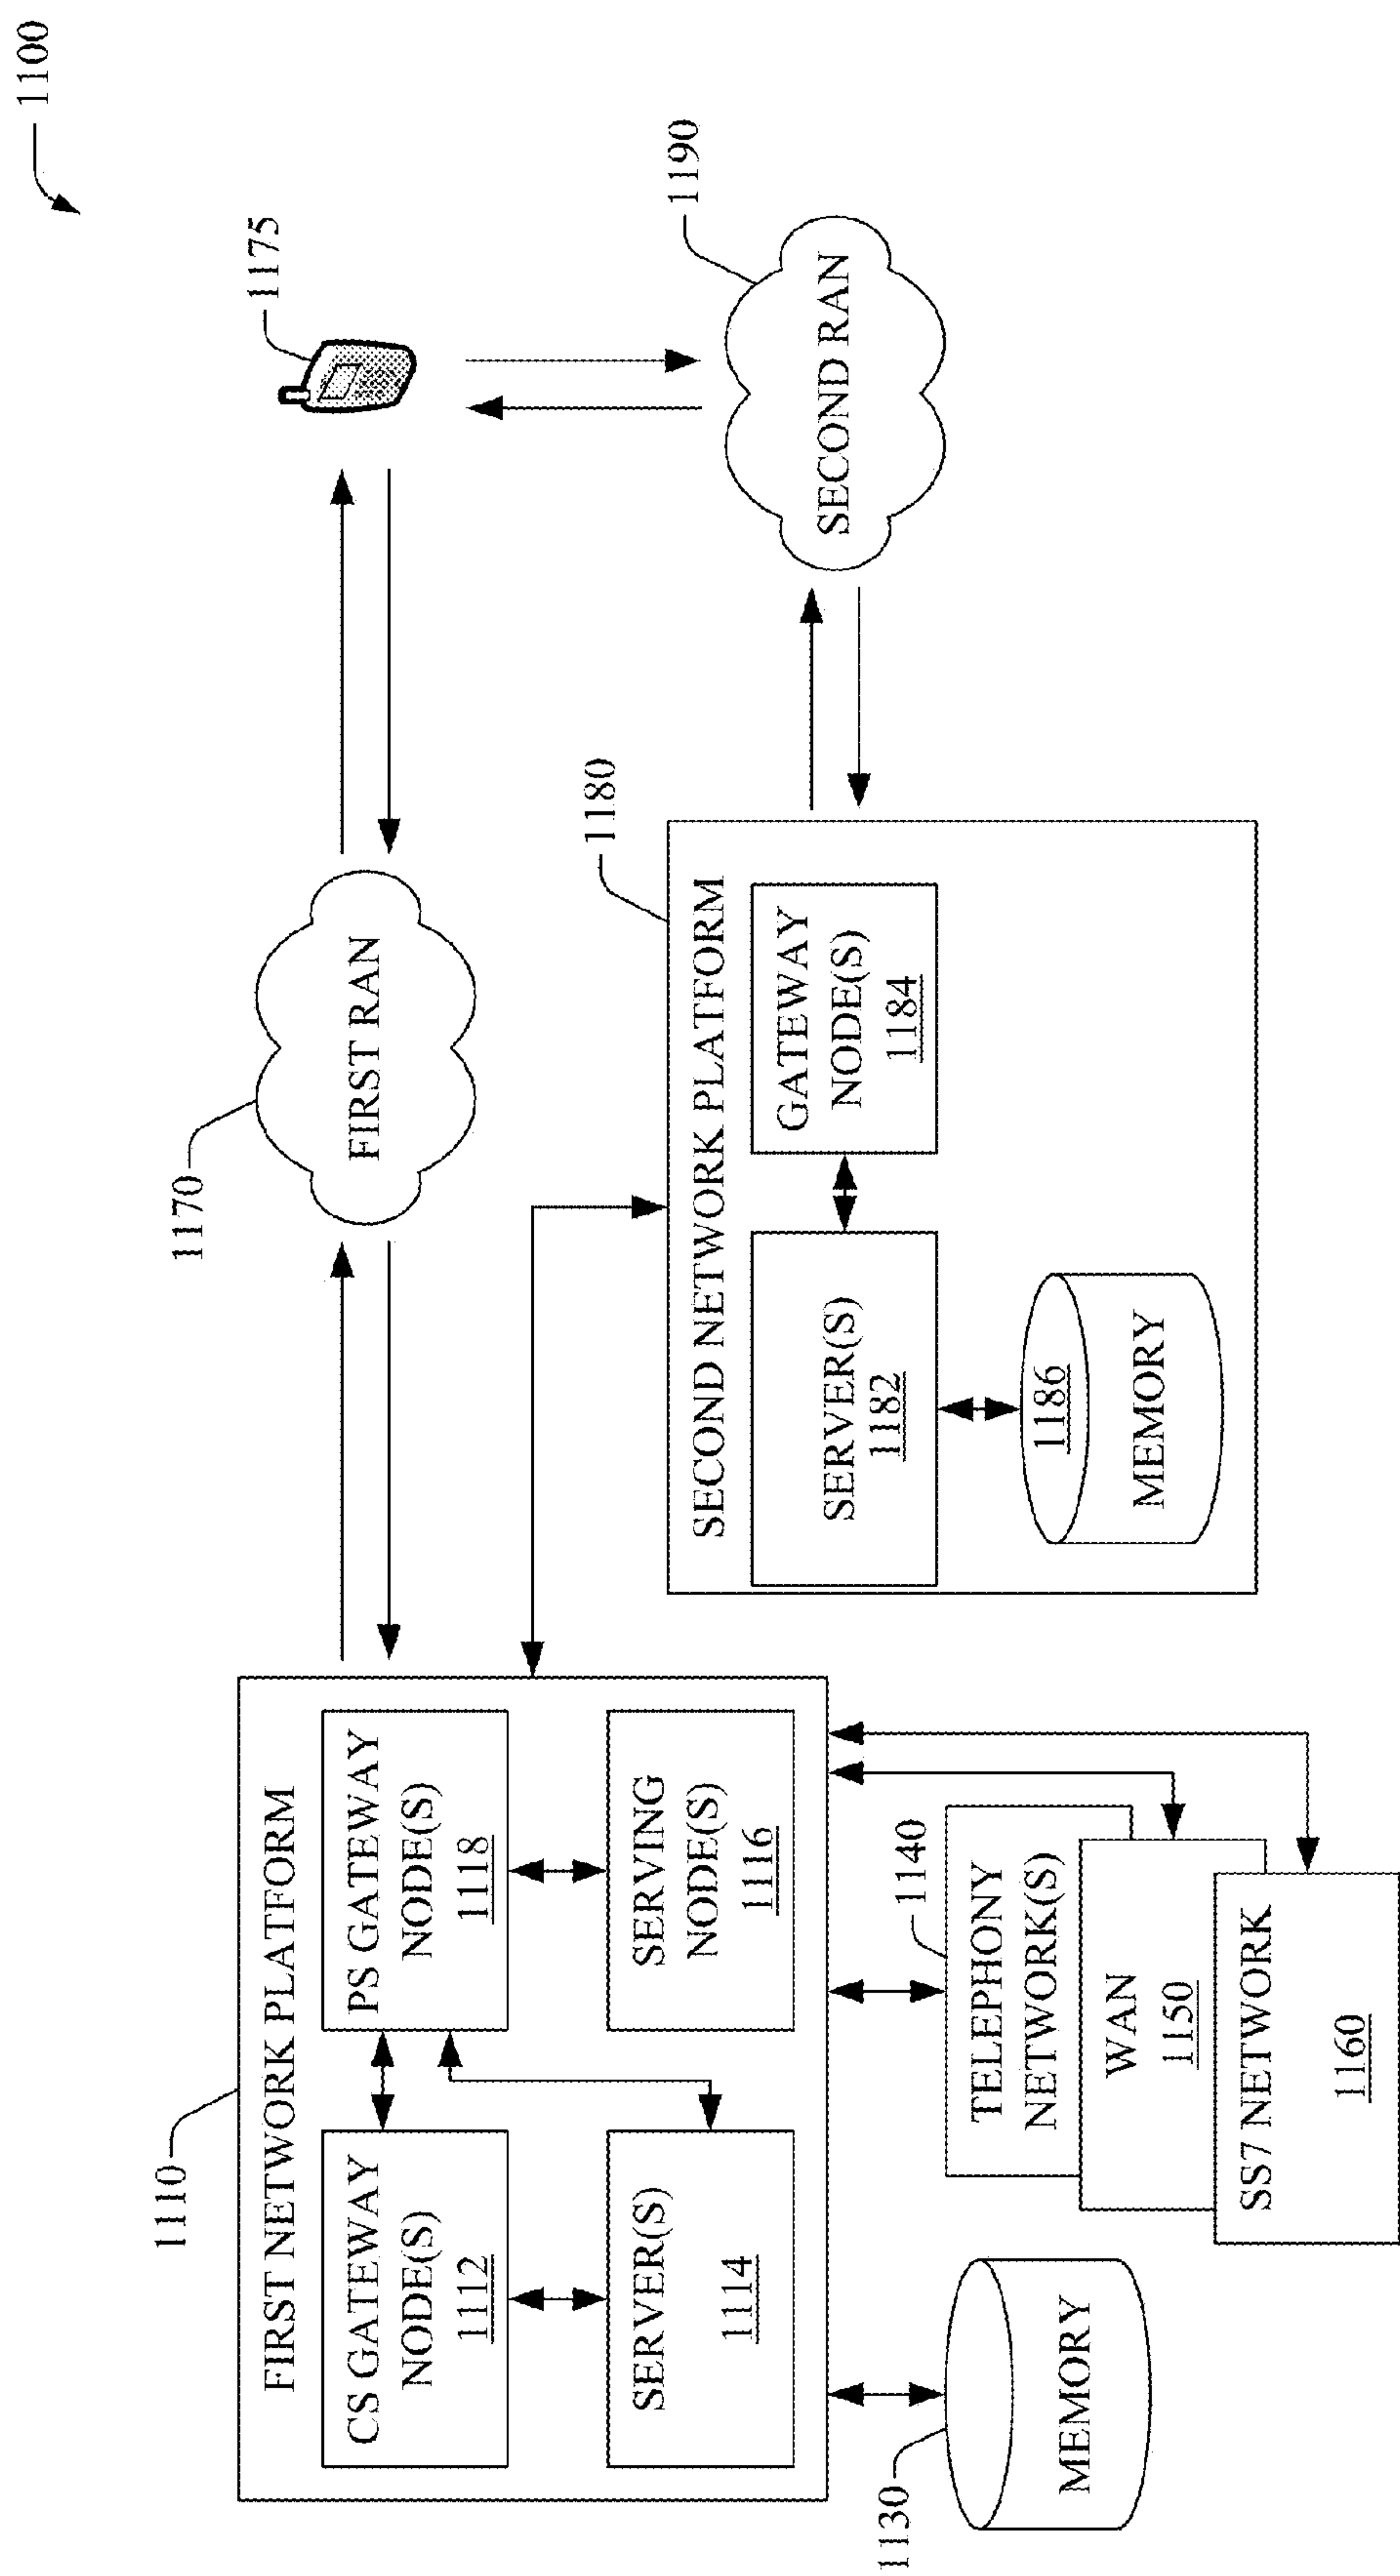 1100
1175
1170
FIRST RAN
1190
SECOND RAN
1110
FIRST NETWORK PLATFORM
CS GATEWAY
NODE(S)
1112
PS GATEWAY
NODE(S)
1118
SERVER(S)
1114
SERVING
NODE(S)
1116
1180
SECOND NETWORK PLATFORM
SERVER(S)
1182
GATEWAY
NODE(S)
1184
1186
MEMORY
1130
MEMORY
1140
TELEPHONY
NETWORK(S)
WAN
1150
SS7 NETWORK
1160